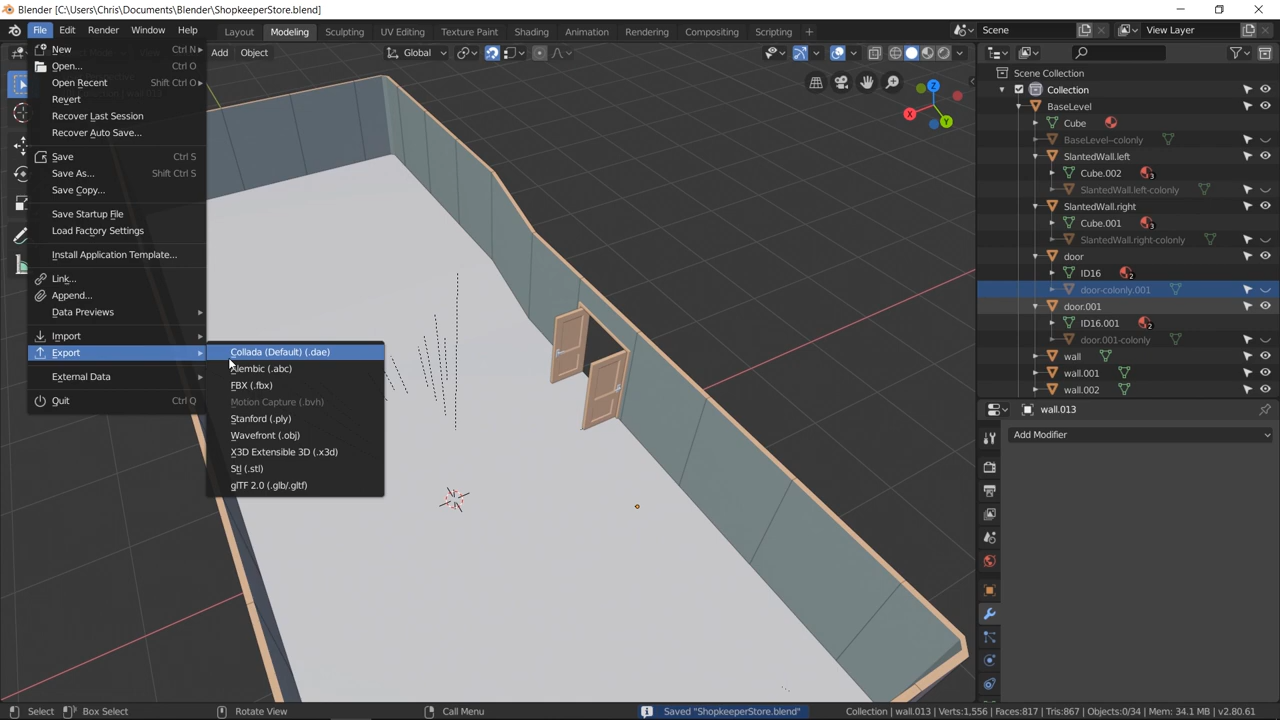 Blender [C:\Users\Chris\Documents\Blender\ShopkeeperStore.blend]
File Edit Render Window Help Layout Modeling Sculpting UV Editing Texture Paint Shading Animation Rendering Compositing Scripting + Scene View Layer
Add Object Global
New Ctrl N
Open... Ctrl O
Open Recent Shift Ctrl O
Revert
Recover Last Session
Recover Auto Save...
Save Ctrl S
Save As... Shift Ctrl S
Save Copy...
Save Startup File
Load Factory Settings
Install Application Template...
Link...
Append...
Data Previews
Import
Export
External Data
Quit Ctrl Q
Collada (Default) (.dae)
Alembic (.abc)
FBX (.fbx)
Motion Capture (.bvh)
Stanford (.ply)
Wavefront (.obj)
X3D Extensible 3D (.x3d)
Stl (.stl)
glTF 2.0 (.glb/.gltf)
X Y Z
Scene Collection
Collection
BaseLevel
Cube
BaseLevel--colonly
SlantedWall.left
Cube.002 3
SlantedWall.left-colonly
SlantedWall.right
Cube.001 3
SlantedWall.right-colonly
door
ID16 2
door-colonly.001
door.001
ID16.001 2
door.001-colonly
wall
wall.001
wall.002
wall.013
Add Modifier
Select Box Select Rotate View Call Menu Saved "ShopkeeperStore.blend" Collection | wall.013 | Verts:1,556 | Faces:817 | Tris:867 | Objects:0/34 | Mem: 34.1 MB | v2.80.61